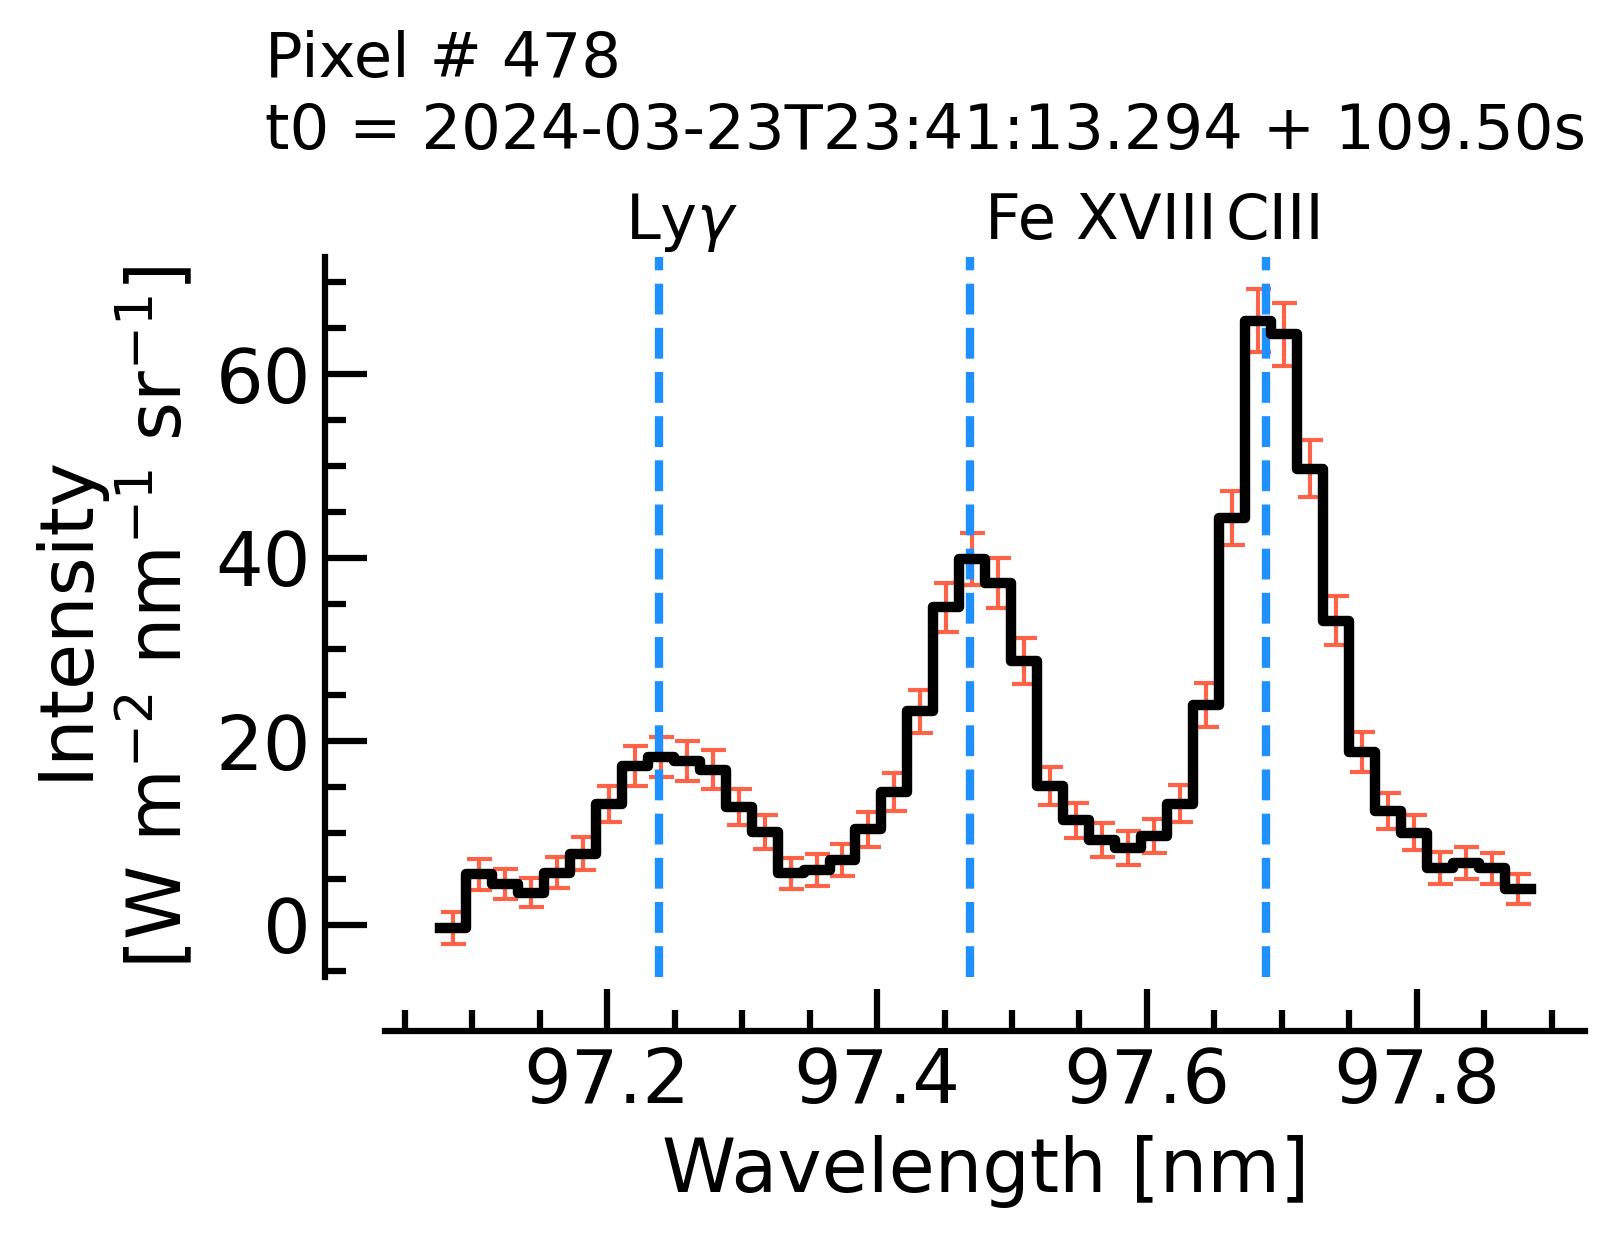 Pixel # 478
t0 = 2024-03-23T23:41:13.294 + 109.50s
Lyγ Fe XVIII CIII
Intensity
[W m⁻² nm⁻¹ sr⁻¹]
60
40
20
0
97.2 97.4 97.6 97.8
Wavelength [nm]